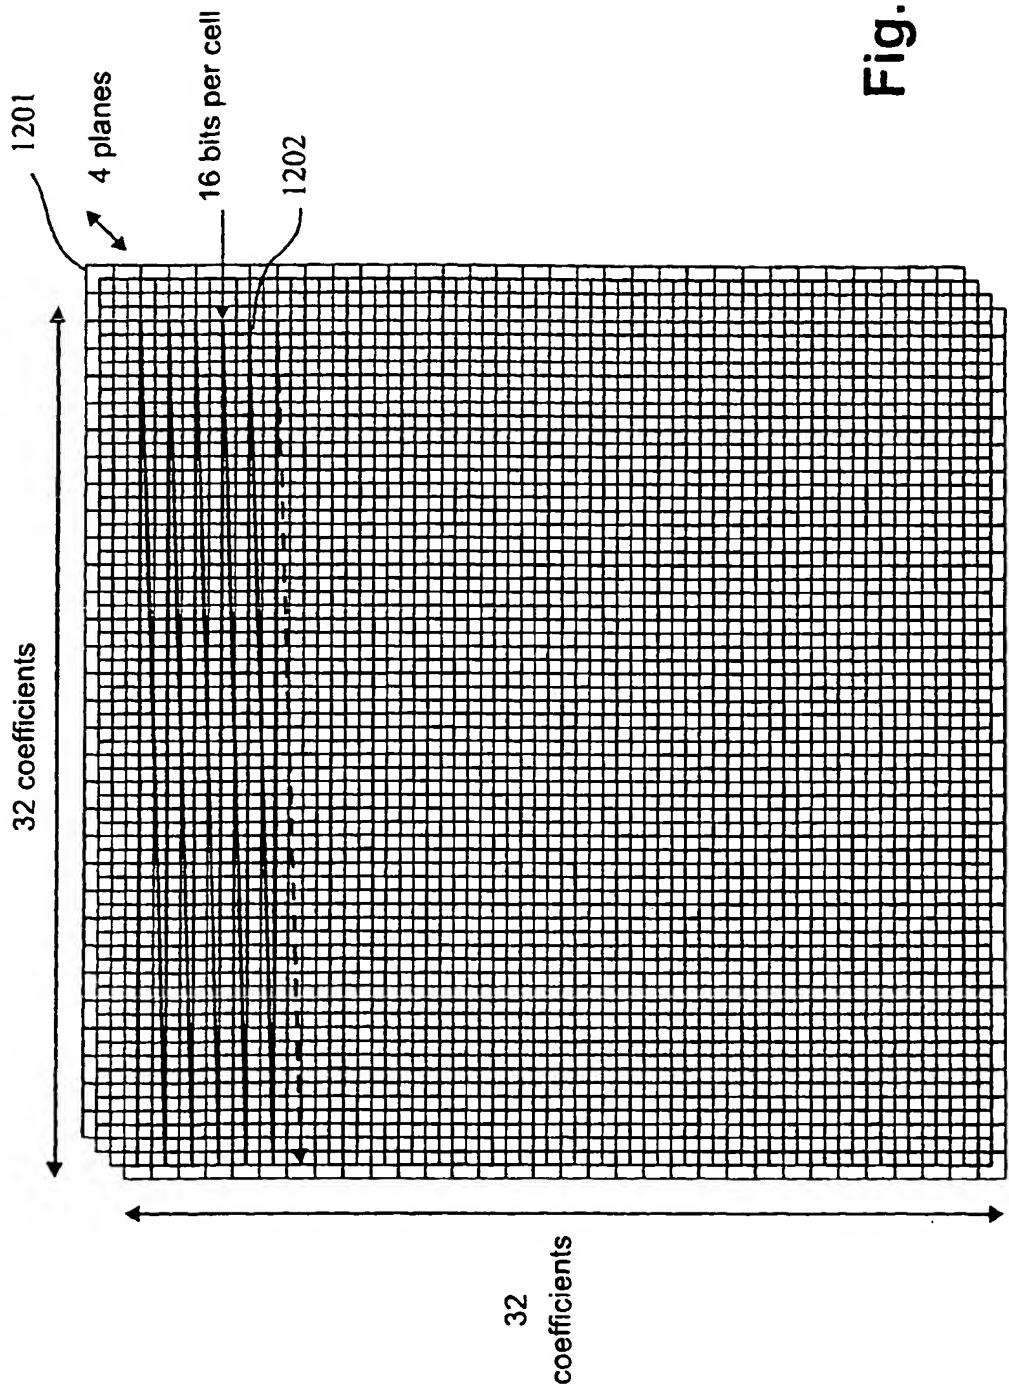 1201
4 planes
32 coefficients
16 bits per cell
1202
32
coefficients
Fig.